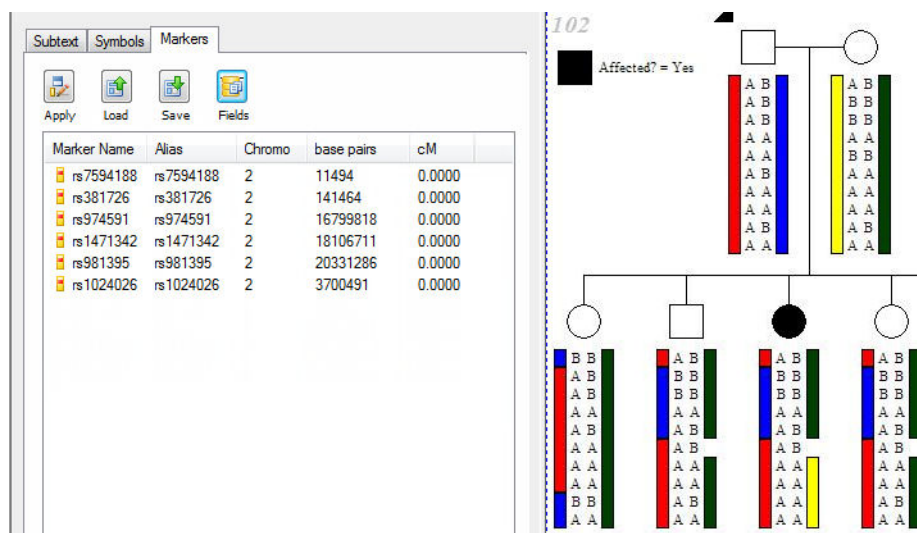 Subtext Symbols Markers
Apply Load Save Fields
Marker Name Alias Chromo base pairs cM
rs7594188 rs7594188 2 11494 0.0000
rs381726 rs381726 2 141464 0.0000
rs974591 rs974591 2 16799818 0.0000
rs1471342 rs1471342 2 18106711 0.0000
rs981395 rs981395 2 20331286 0.0000
rs1024026 rs1024026 2 3700491 0.0000
102
Affected? = Yes
A B A B
A B B B
A B B B
A A A A
A A B B
A B A A
A A A A
A A A A
A B A B
A A A A
B B A B A B A B
A B B B B B B B
A B B B B B B B
A A A A A A A A
A B A B A B A B
A A A A A B A A
A A A A A A A A
A A A A A A A A
B B A B A B A B
A A A A A A A A